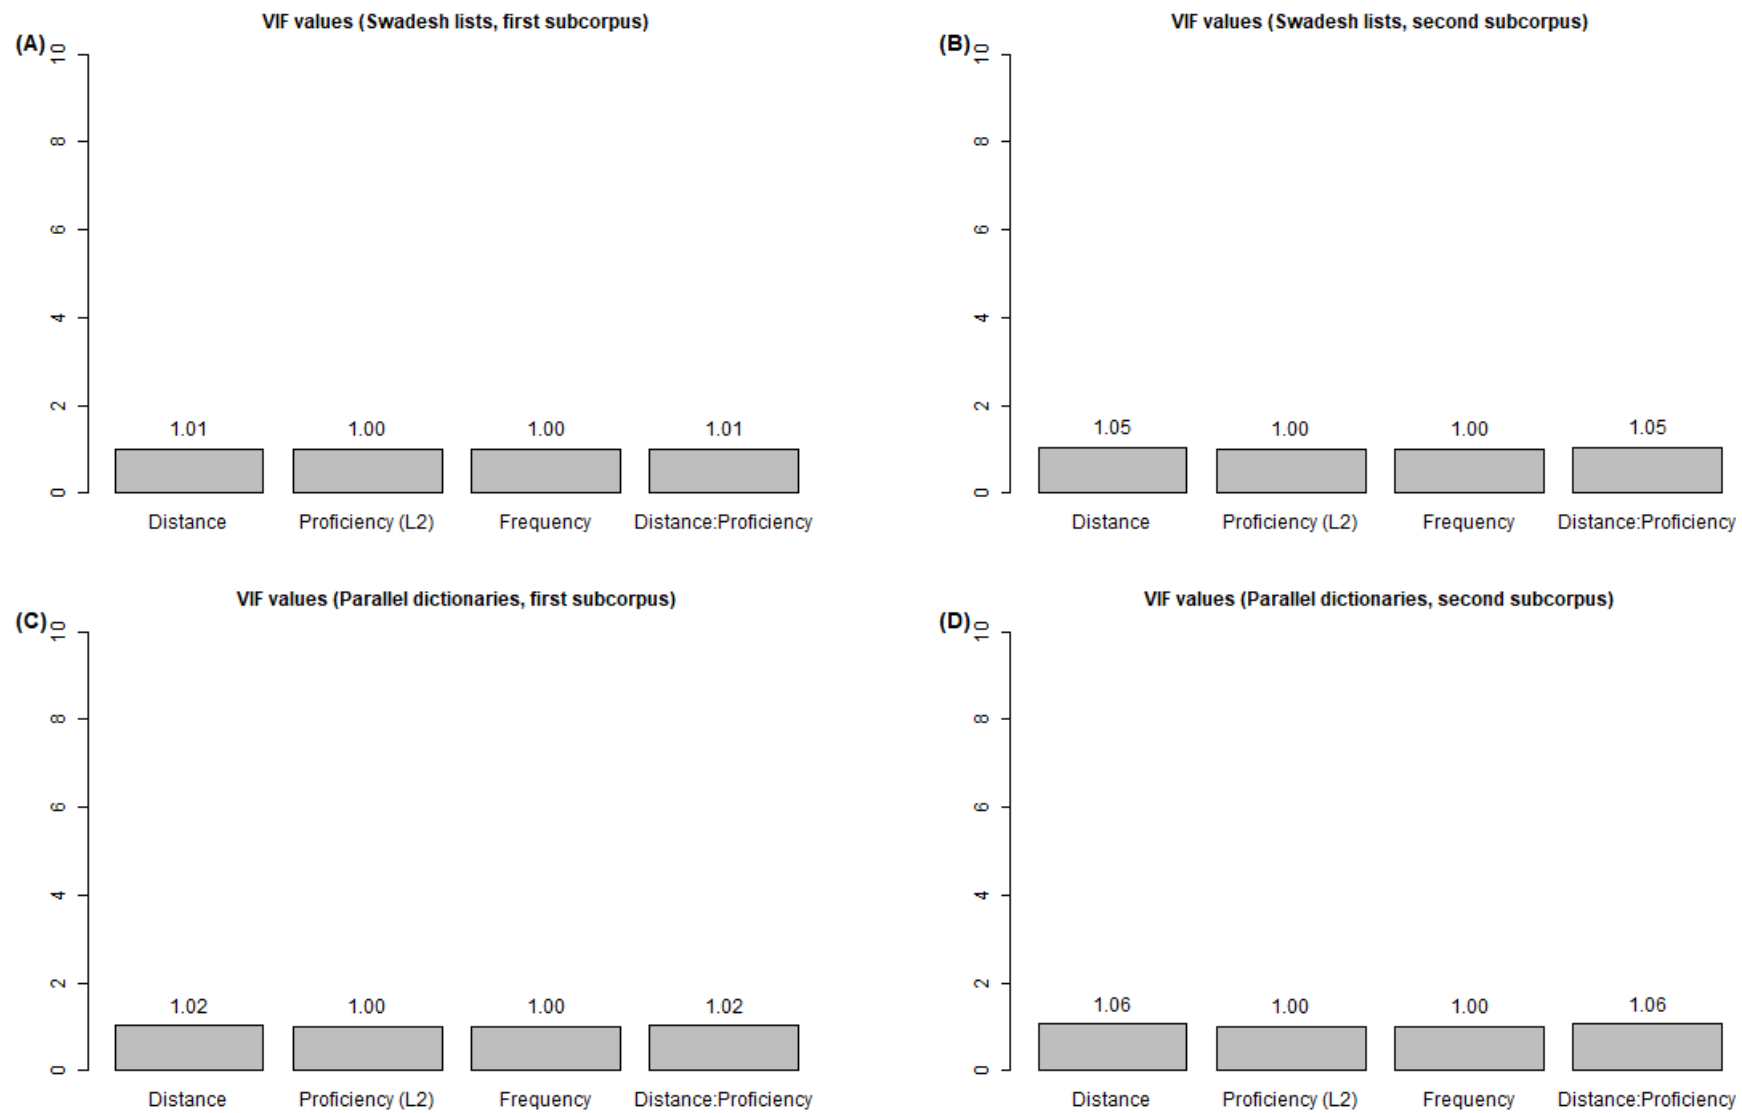 VIF values (Swadesh lists, first subcorpus)
(A)
10
8
6
4
2
0
1.01 1.00 1.00 1.01
Distance Proficiency (L2) Frequency Distance:Proficiency
VIF values (Swadesh lists, second subcorpus)
(B)
10
8
6
4
2
0
1.05 1.00 1.00 1.05
Distance Proficiency (L2) Frequency Distance:Proficiency
VIF values (Parallel dictionaries, first subcorpus)
(C)
10
8
6
4
2
0
1.02 1.00 1.00 1.02
Distance Proficiency (L2) Frequency Distance:Proficiency
VIF values (Parallel dictionaries, second subcorpus)
(D)
10
8
6
4
2
0
1.06 1.00 1.00 1.06
Distance Proficiency (L2) Frequency Distance:Proficiency